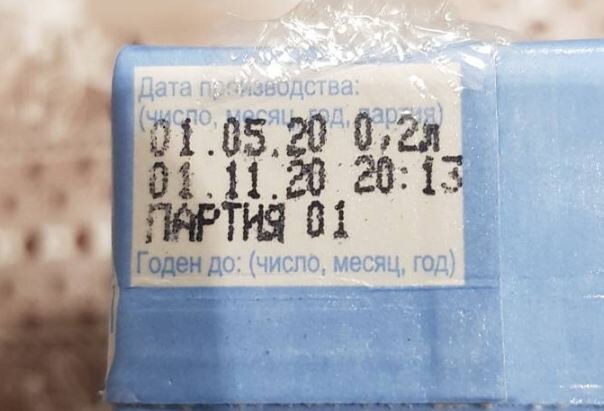 Дата производства:
(число, месяц, год, партия)
01.05.20 0,2л
01.11.20 20:13
ПАРТИЯ 01
Годен до: (число, месяц, год)